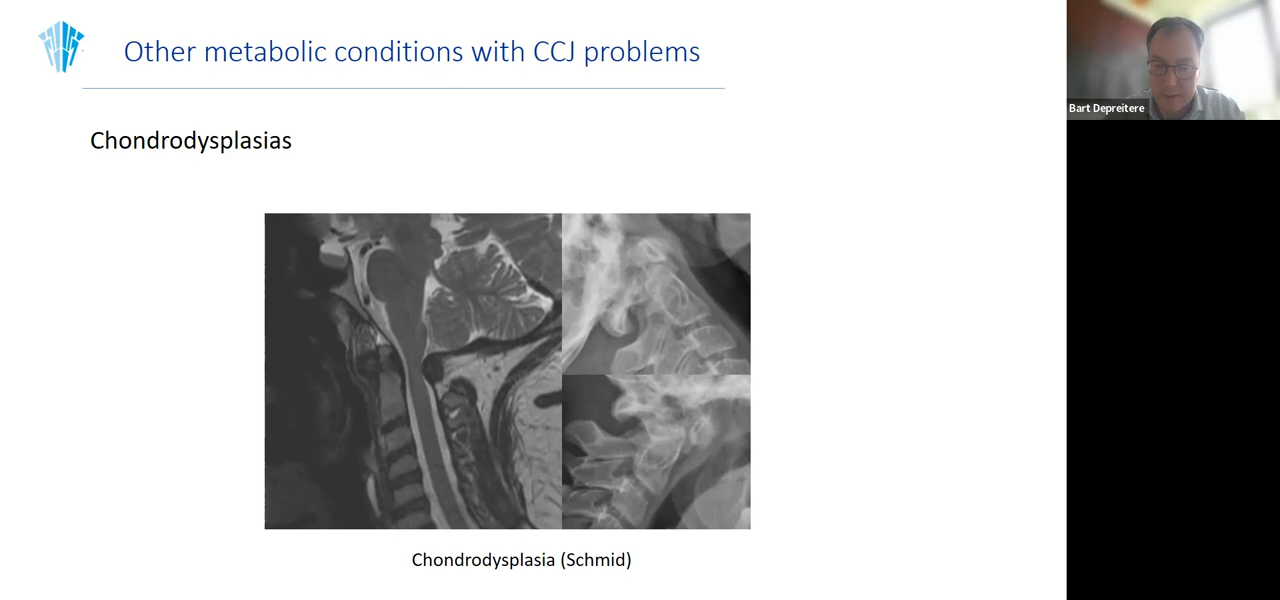 Other metabolic conditions with CCJ problems
Bart Depreitere
Chondrodysplasias
Chondrodysplasia (Schmid)